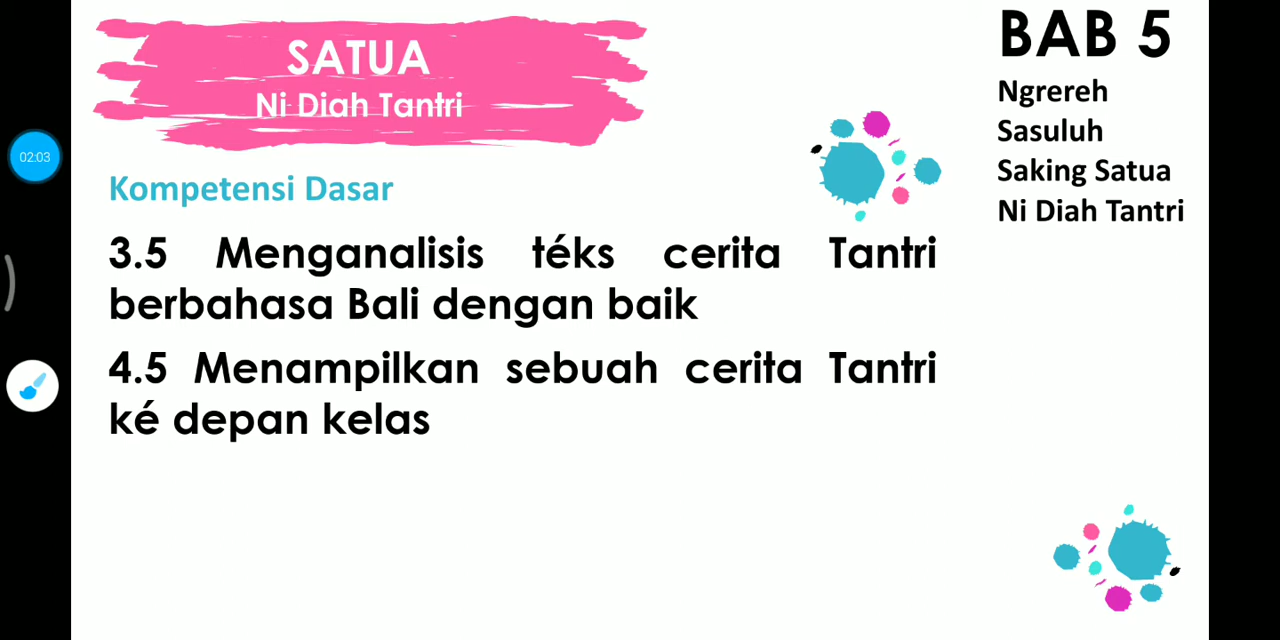 SATUA
Ni Diah Tantri
BAB 5
Ngrereh
Sasuluh
Saking Satua
Ni Diah Tantri
02:03
Kompetensi Dasar
3.5 Menganalisis téks cerita Tantri
berbahasa Bali dengan baik
4.5 Menampilkan sebuah cerita Tantri
ké depan kelas